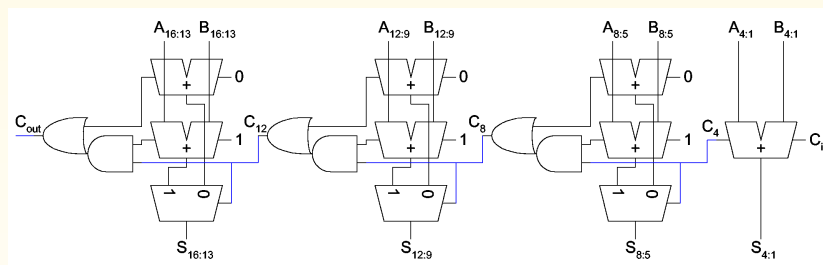 A16:13 B16:13 A12:9 B12:9 A8:5 B8:5 A4:1 B4:1
0 0 0
Cout C12 C8 C4
+ + +
1 1 1 Ci
+ + + +
1 0 1 0 1 0
S16:13 S12:9 S8:5 S4:1